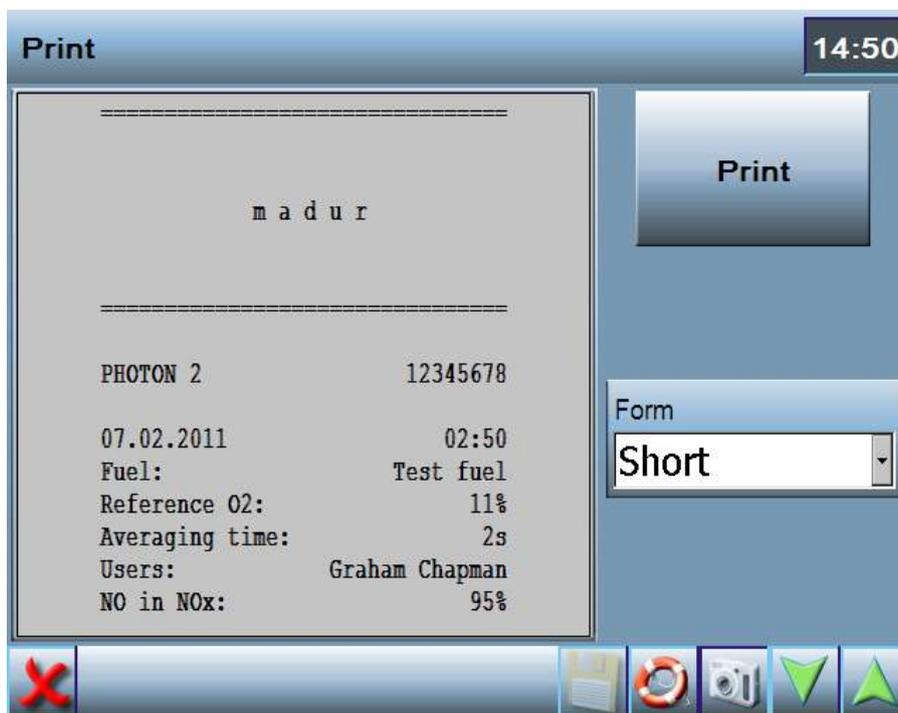 Print
14:50
================================
m a d u r
================================
PHOTON 2 12345678
07.02.2011 02:50
Fuel: Test fuel
Reference O2: 11%
Averaging time: 2s
Users: Graham Chapman
NO in NOx: 95%
Print
Form
Short